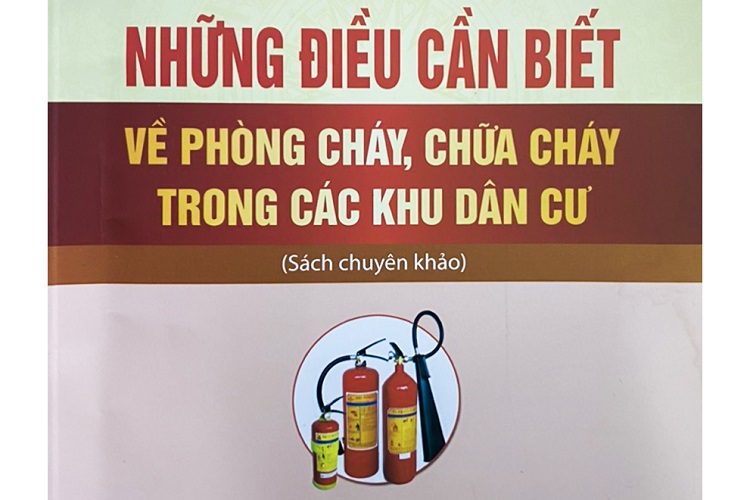 NHỮNG ĐIỀU CẦN BIẾT
VỀ PHÒNG CHÁY, CHỮA CHÁY
TRONG CÁC KHU DÂN CƯ
(Sách chuyên khảo)